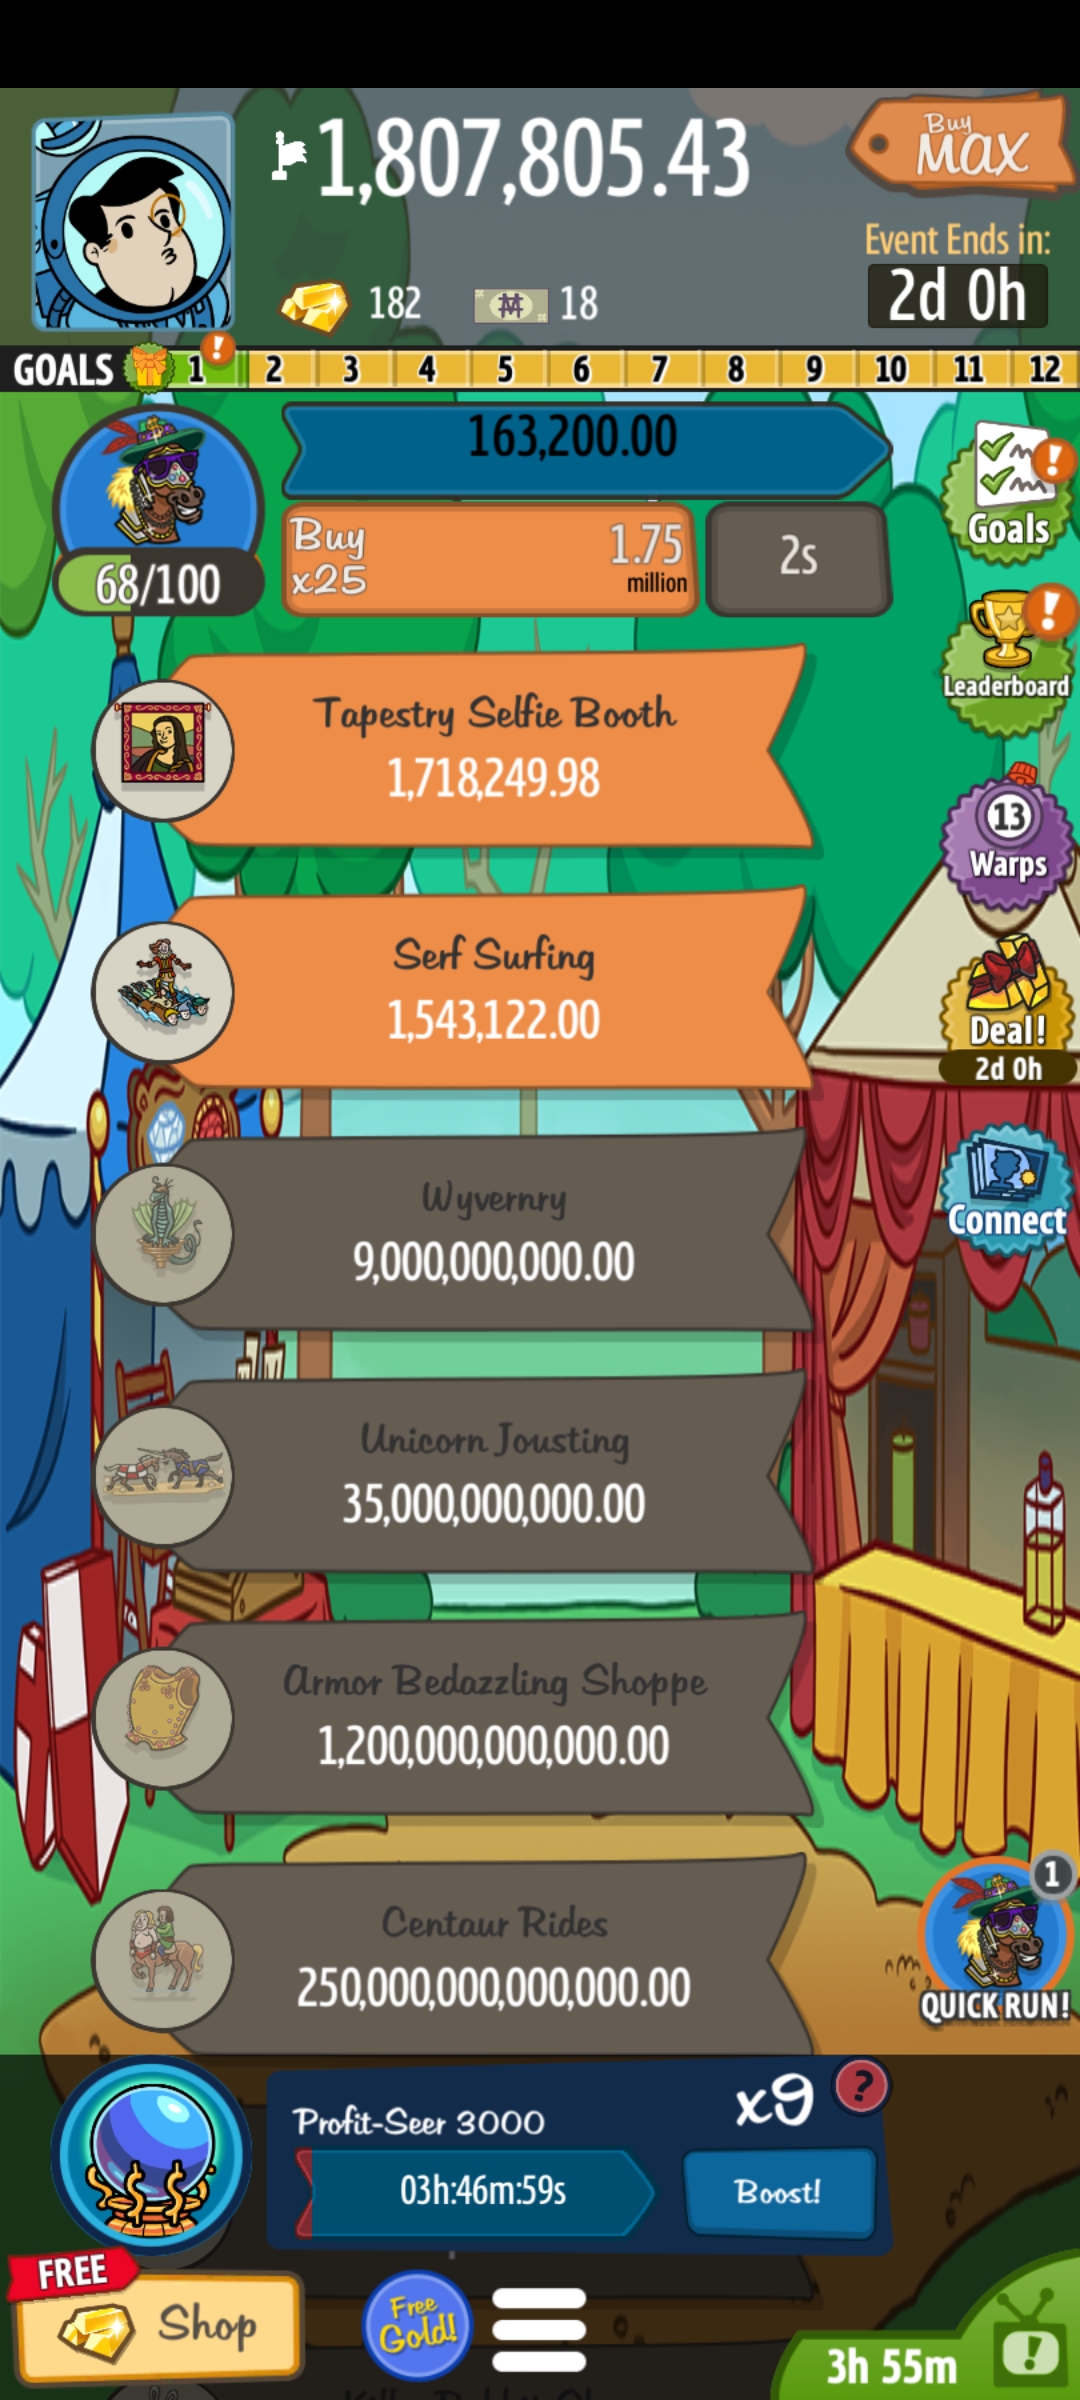 1,807,805.43
Buy
MAX
Event Ends in:
2d 0h
182
18
GOALS 1 ! 2 3 4 5 6 7 8 9 10 11 12
163,200.00
Buy
x25
1.75
million
2s
68/100
!
Goals
!
Leaderboard
Tapestry Selfie Booth
1,718,249.98
13
Warps
Serf Surfing
1,543,122.00
Deal!
2d 0h
Wyvernry
9,000,000,000.00
Connect
Unicorn Jousting
35,000,000,000.00
Armor Bedazzling Shoppe
1,200,000,000,000.00
Centaur Rides
250,000,000,000,000.00
1
QUICK RUN!
Profit-Seer 3000
x9
?
03h:46m:59s
Boost!
FREE
Shop
Free
Gold!
3h 55m
!